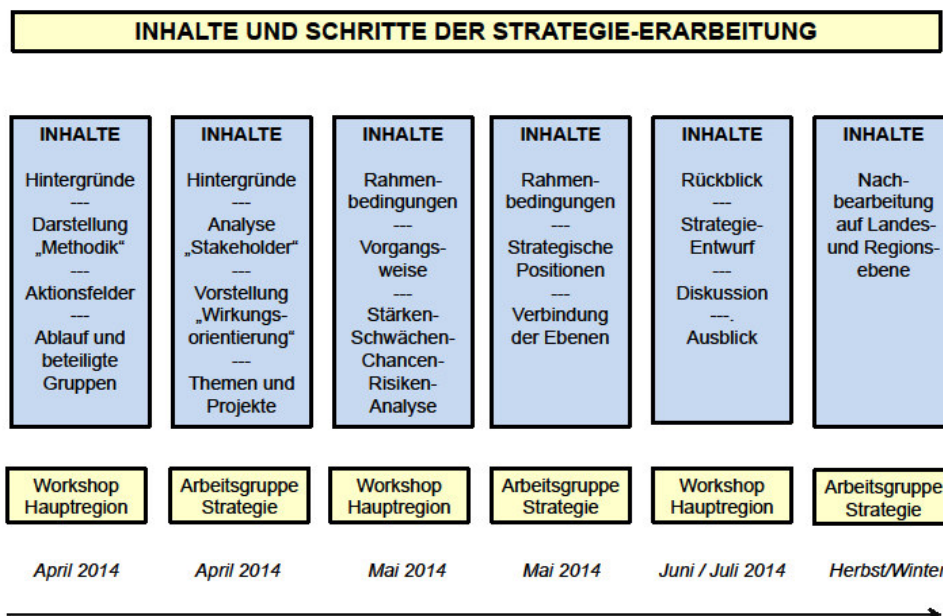 INHALTE UND SCHRITTE DER STRATEGIE-ERARBEITUNG
INHALTE
Hintergründe
---
Darstellung
„Methodik“
---
Aktionsfelder
---
Ablauf und
beteiligte
Gruppen
INHALTE
Hintergründe
---
Analyse
„Stakeholder“
---
Vorstellung
„Wirkungs-
orientierung“
---
Themen und
Projekte
INHALTE
Rahmen-
bedingungen
---
Vorgangs-
weise
---
Stärken-
Schwächen-
Chancen-
Risiken-
Analyse
INHALTE
Rahmen-
bedingungen
---
Strategische
Positionen
---
Verbindung
der Ebenen
INHALTE
Rückblick
---
Strategie-
Entwurf
---
Diskussion
---.
Ausblick
INHALTE
Nach-
bearbeitung
auf Landes-
und Regions-
ebene
Workshop
Hauptregion
Arbeitsgruppe
Strategie
Workshop
Hauptregion
Arbeitsgruppe
Strategie
Workshop
Hauptregion
Arbeitsgruppe
Strategie
April 2014
April 2014
Mai 2014
Mai 2014
Juni / Juli 2014
Herbst/Winter